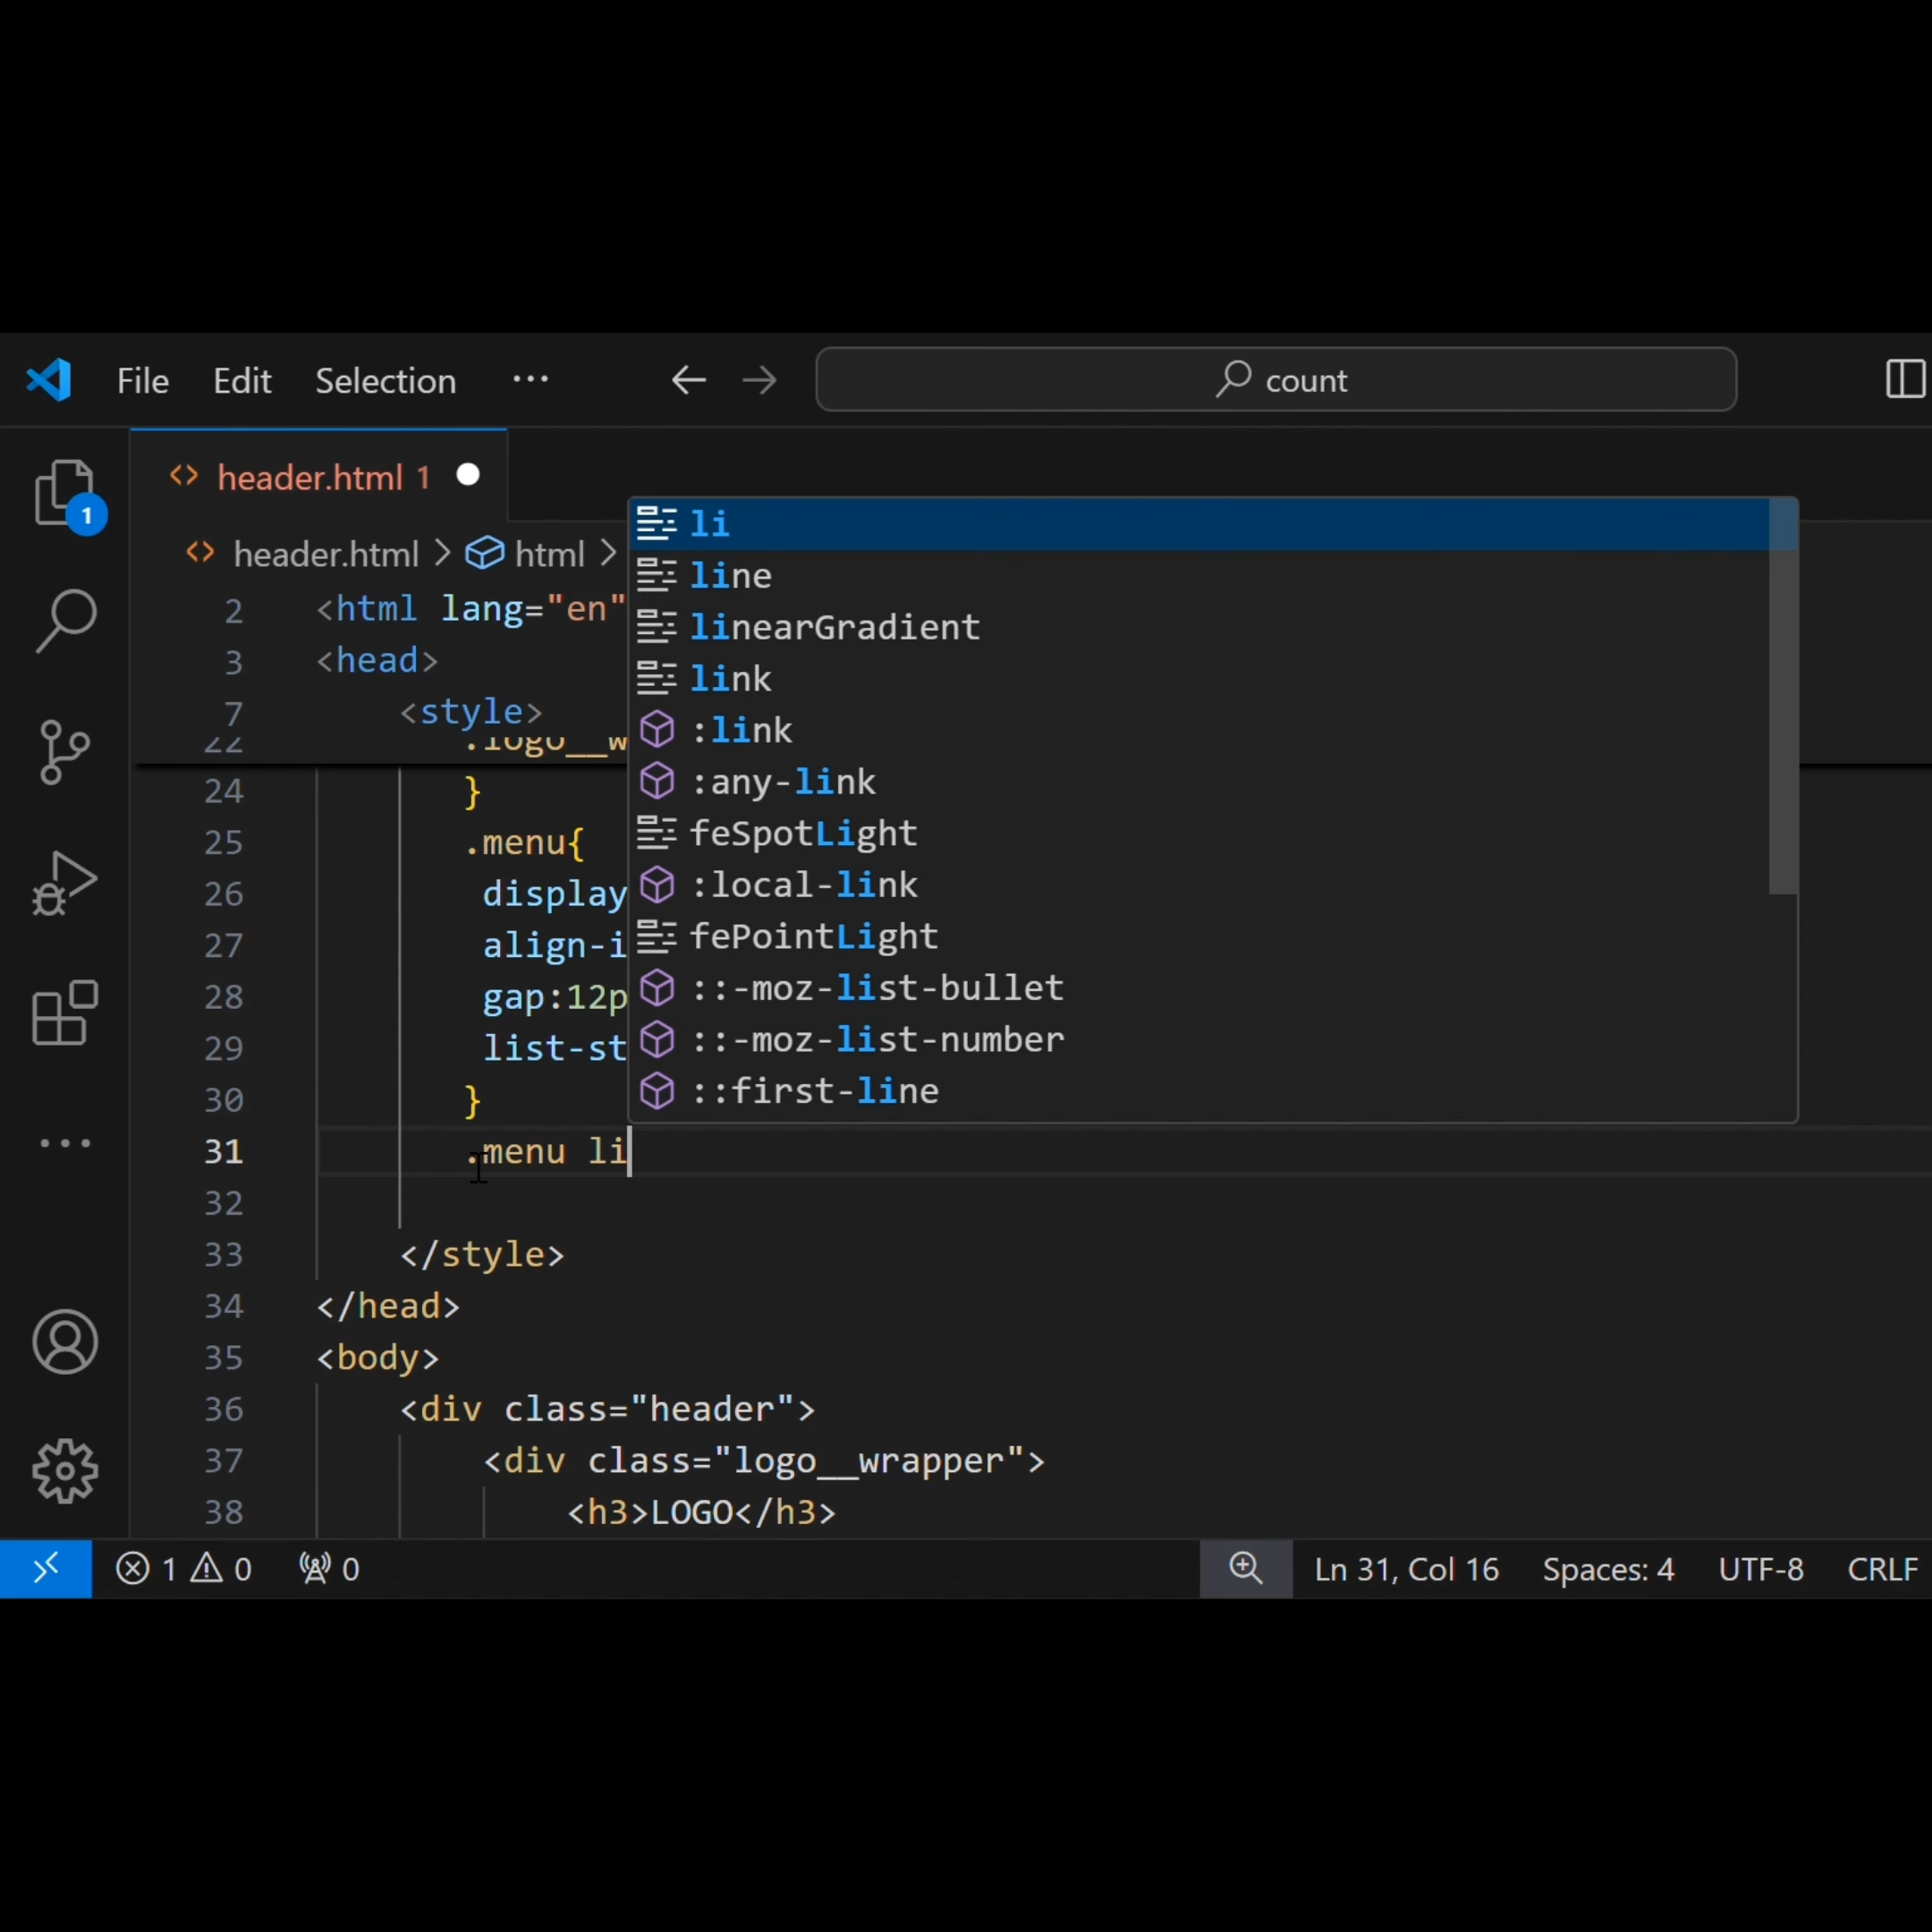 File Edit Selection ··· count
header.html 1
header.html > html >
2 <html lang="en"
3 <head>
7 <style>
22 .logo__w
24 }
25 .menu{
26 display
27 align-i
28 gap:12p
29 list-st
30 }
31 .menu li
32
33 </style>
34 </head>
35 <body>
36 <div class="header">
37 <div class="logo__wrapper">
38 <h3>LOGO</h3>
li
line
linearGradient
link
:link
:any-link
feSpotLight
:local-link
fePointLight
::-moz-list-bullet
::-moz-list-number
::first-line
1
1 0 0 Ln 31, Col 16 Spaces: 4 UTF-8 CRLF